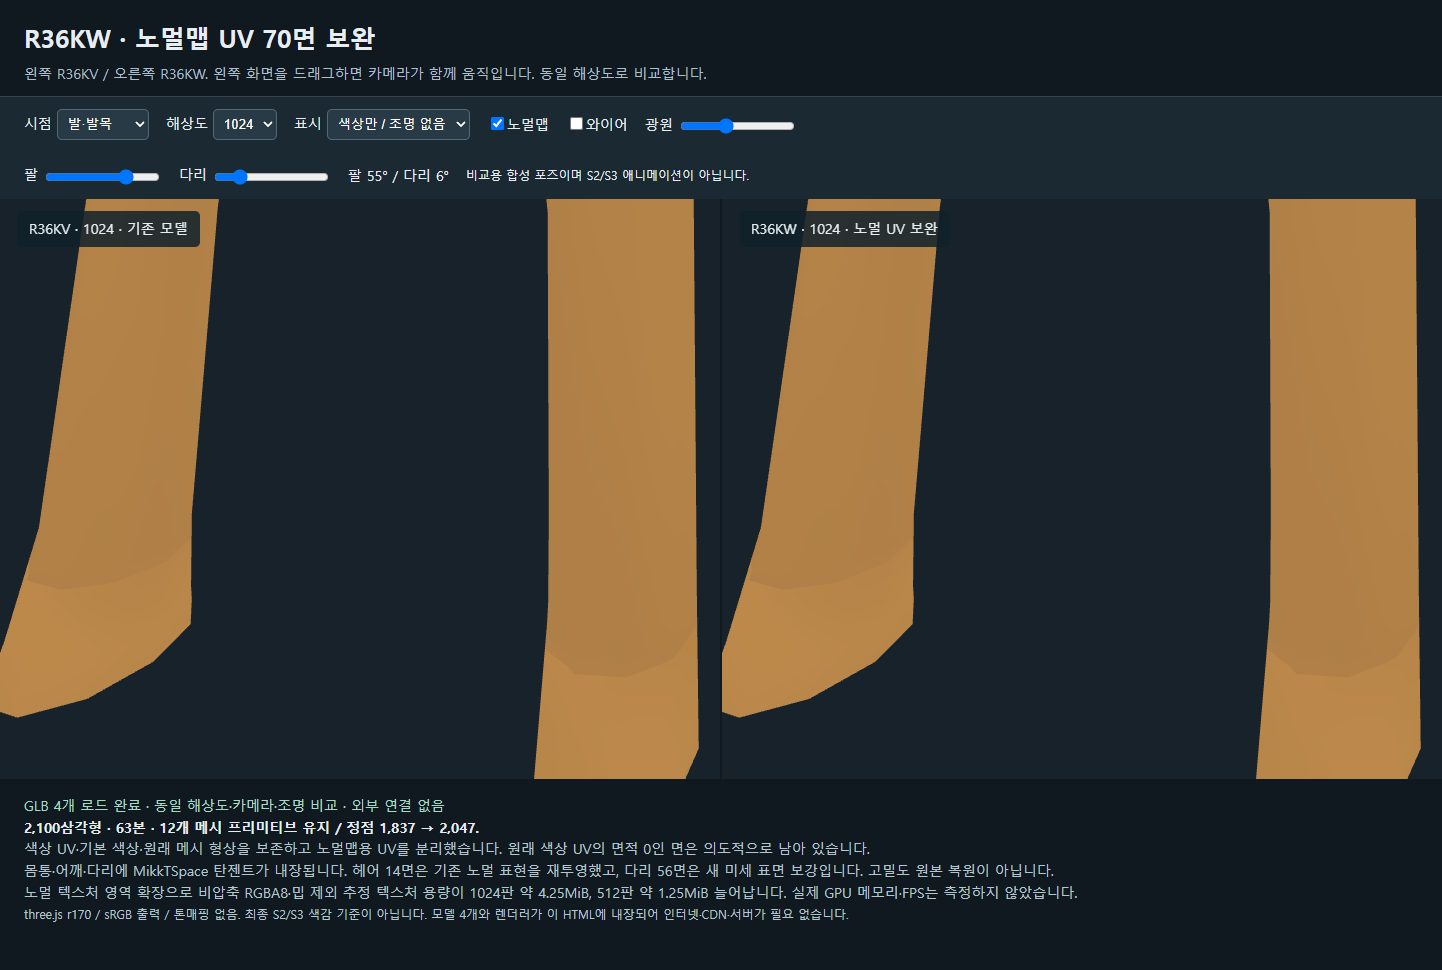 R36KW · 노멀맵 UV 70면 보완
왼쪽 R36KV / 오른쪽 R36KW. 왼쪽 화면을 드래그하면 카메라가 함께 움직입니다. 동일 해상도로 비교합니다.
시점 발·발목 해상도 1024 표시 색상만 / 조명 없음 노멀맵 와이어 광원
팔 다리 팔 55° / 다리 6° 비교용 합성 포즈이며 S2/S3 애니메이션이 아닙니다.
R36KV · 1024 · 기존 모델
R36KW · 1024 · 노멀 UV 보완
GLB 4개 로드 완료 · 동일 해상도·카메라·조명 비교 · 외부 연결 없음
2,100삼각형 · 63본 · 12개 메시 프리미티브 유지 / 정점 1,837 → 2,047.
색상 UV·기본 색상·원래 메시 형상을 보존하고 노멀맵용 UV를 분리했습니다. 원래 색상 UV의 면적 0인 면은 의도적으로 남아 있습니다.
몸통·어깨·다리에 MikkTSpace 탄젠트가 내장됩니다. 헤어 14면은 기존 노멀 표현을 재투영했고, 다리 56면은 새 미세 표면 보강입니다. 고밀도 원본 복원이 아닙니다.
노멀 텍스처 영역 확장으로 비압축 RGBA8·밉 제외 추정 텍스처 용량이 1024판 약 4.25MiB, 512판 약 1.25MiB 늘어납니다. 실제 GPU 메모리·FPS는 측정하지 않았습니다.
three.js r170 / sRGB 출력 / 톤매핑 없음. 최종 S2/S3 색감 기준이 아닙니다. 모델 4개와 렌더러가 이 HTML에 내장되어 인터넷·CDN·서버가 필요 없습니다.